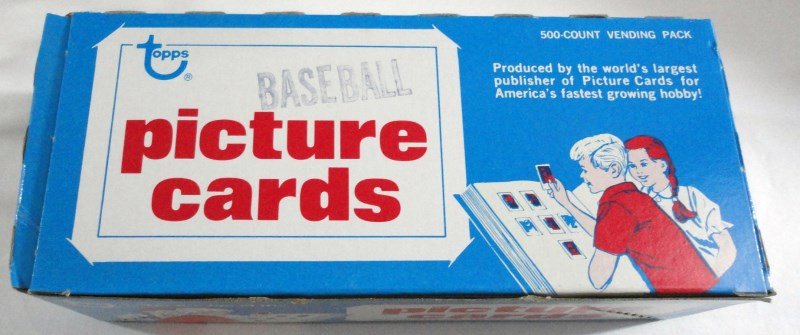 topps
®
BASEBALL
picture
cards
500-COUNT VENDING PACK
Produced by the world's largest
publisher of Picture Cards for
America's fastest growing hobby!
picture